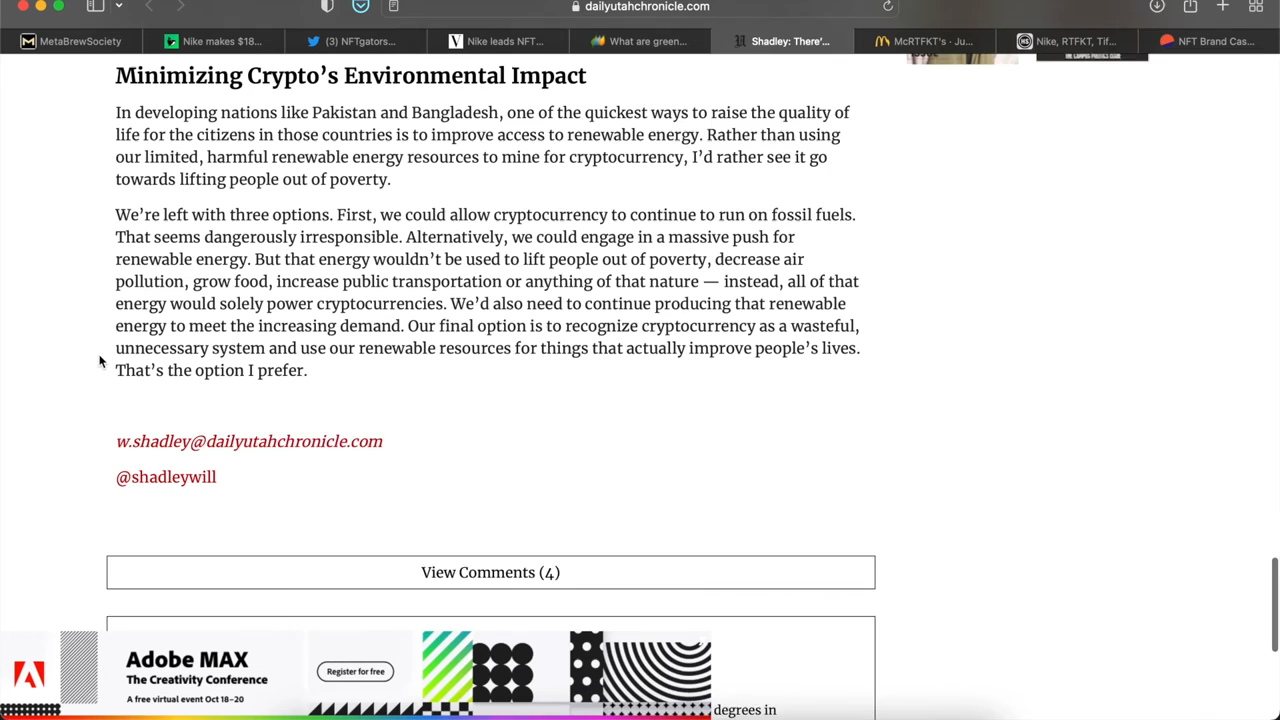 dailyutahchronicle.com
MetaBrewSociety
Nike makes $18...
(3) NFTgators...
Nike leads NFT...
What are green...
Shadley: There'...
McRTFKT's · Ju...
Nike, RTFKT, Tif...
NFT Brand Cas...
Minimizing Crypto’s Environmental Impact
In developing nations like Pakistan and Bangladesh, one of the quickest ways to raise the quality of
life for the citizens in those countries is to improve access to renewable energy. Rather than using
our limited, harmful renewable energy resources to mine for cryptocurrency, I’d rather see it go
towards lifting people out of poverty.
We’re left with three options. First, we could allow cryptocurrency to continue to run on fossil fuels.
That seems dangerously irresponsible. Alternatively, we could engage in a massive push for
renewable energy. But that energy wouldn’t be used to lift people out of poverty, decrease air
pollution, grow food, increase public transportation or anything of that nature — instead, all of that
energy would solely power cryptocurrencies. We’d also need to continue producing that renewable
energy to meet the increasing demand. Our final option is to recognize cryptocurrency as a wasteful,
unnecessary system and use our renewable resources for things that actually improve people’s lives.
That’s the option I prefer.
w.shadley@dailyutahchronicle.com
@shadleywill
View Comments (4)
Adobe MAX
The Creativity Conference
A free virtual event Oct 18–20
Register for free
degrees in